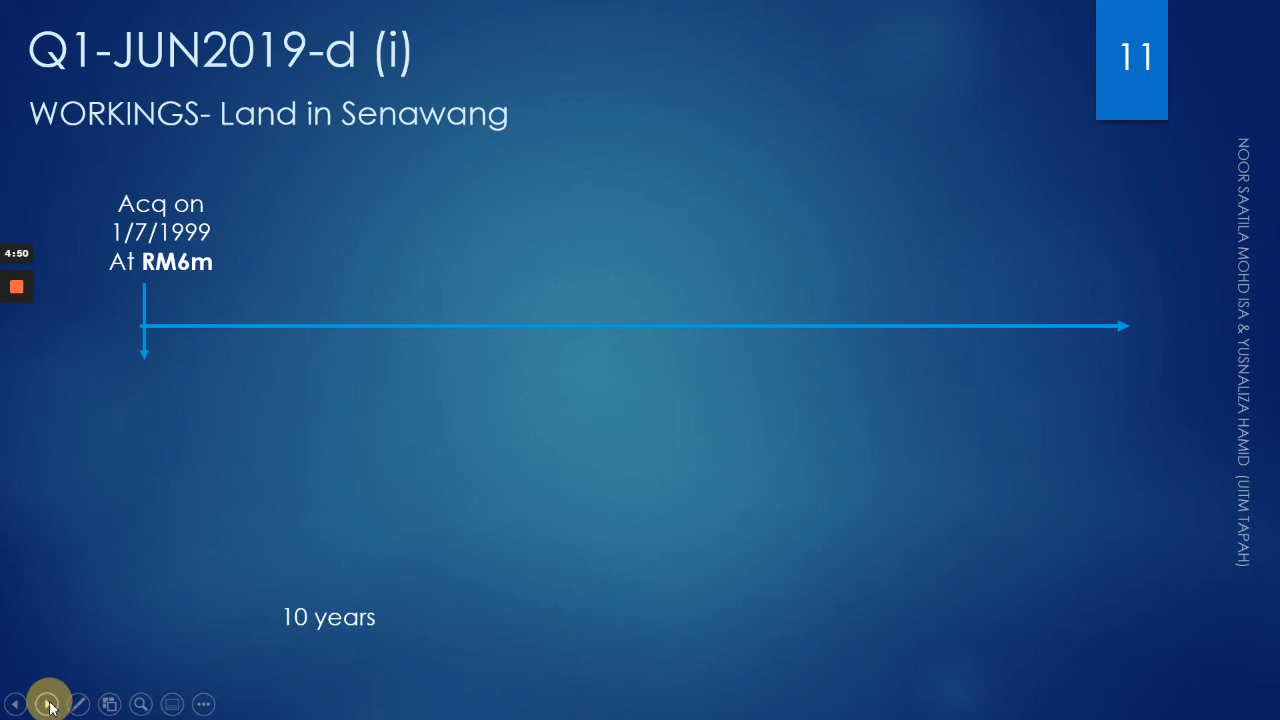 Q1-JUN2019-d (i)
11
WORKINGS- Land in Senawang
Acq on
1/7/1999
At RM6m
4:50
10 years
NOOR SAATILA MOHD ISA & YUSNALIZA HAMID (UITM TAPAH)